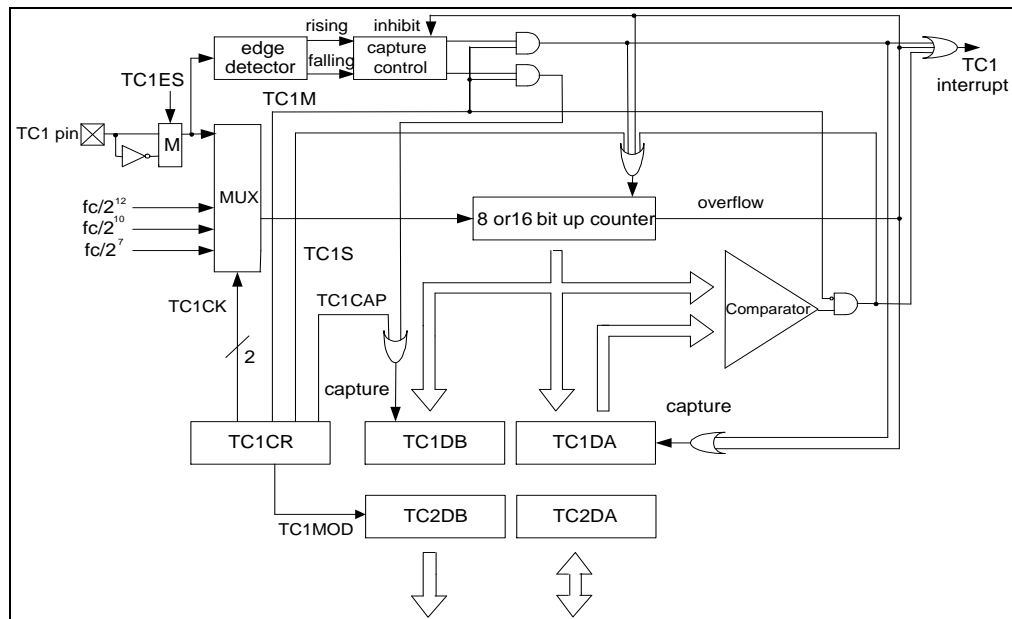 rising
inhibit
edge
detector
capture
control
falling
TC1
interrupt
TC1ES
TC1M
TC1 pin
M
MUX
fc/2¹²
fc/2¹⁰
fc/2⁷
8 or16 bit up counter
overflow
TC1S
TC1CK
TC1CAP
Comparator
2
capture
capture
TC1CR
TC1DB
TC1DA
TC1MOD
TC2DB
TC2DA